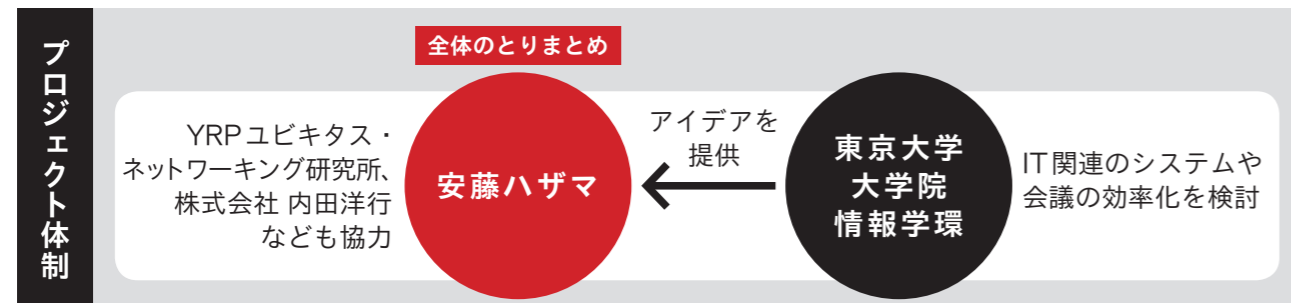 プロジェクト体制
全体のとりまとめ
YRPユビキタス・
ネットワーキング研究所、
株式会社 内田洋行
なども協力
安藤ハザマ
アイデアを
提供
東京大学
大学院
情報学環
IT関連のシステムや
会議の効率化を検討